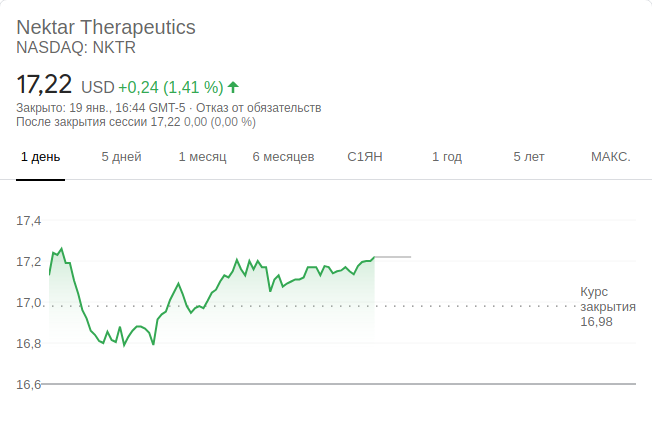 Nektar Therapeutics
NASDAQ: NKTR
17,22 USD +0,24 (1,41 %)
Закрыто: 19 янв., 16:44 GMT-5 · Отказ от обязательств
После закрытия сессии 17,22 0,00 (0,00 %)
1 день 5 дней 1 месяц 6 месяцев С1ЯН 1 год 5 лет МАКС.
17,4
17,2
17,0
16,8
16,6
Курс
закрытия
16,98